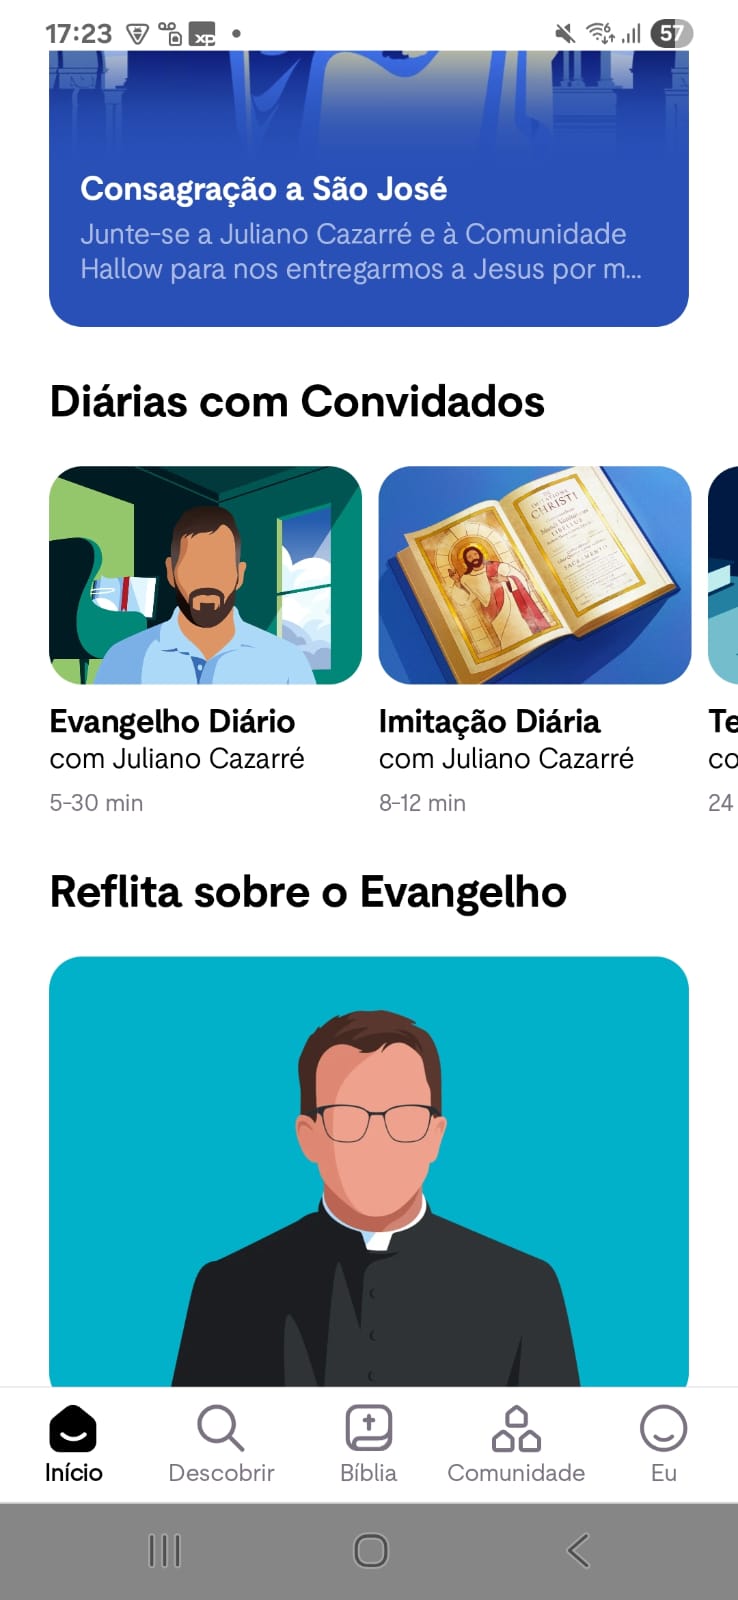 17:23
xp
57
Consagração a São José
Junte-se a Juliano Cazarré e à Comunidade
Hallow para nos entregarmos a Jesus por m...
Diárias com Convidados
CHRISTI
Evangelho Diário
com Juliano Cazarré
5-30 min
Imitação Diária
com Juliano Cazarré
8-12 min
Te
co
24
Reflita sobre o Evangelho
Início
Descobrir
Bíblia
Comunidade
Eu